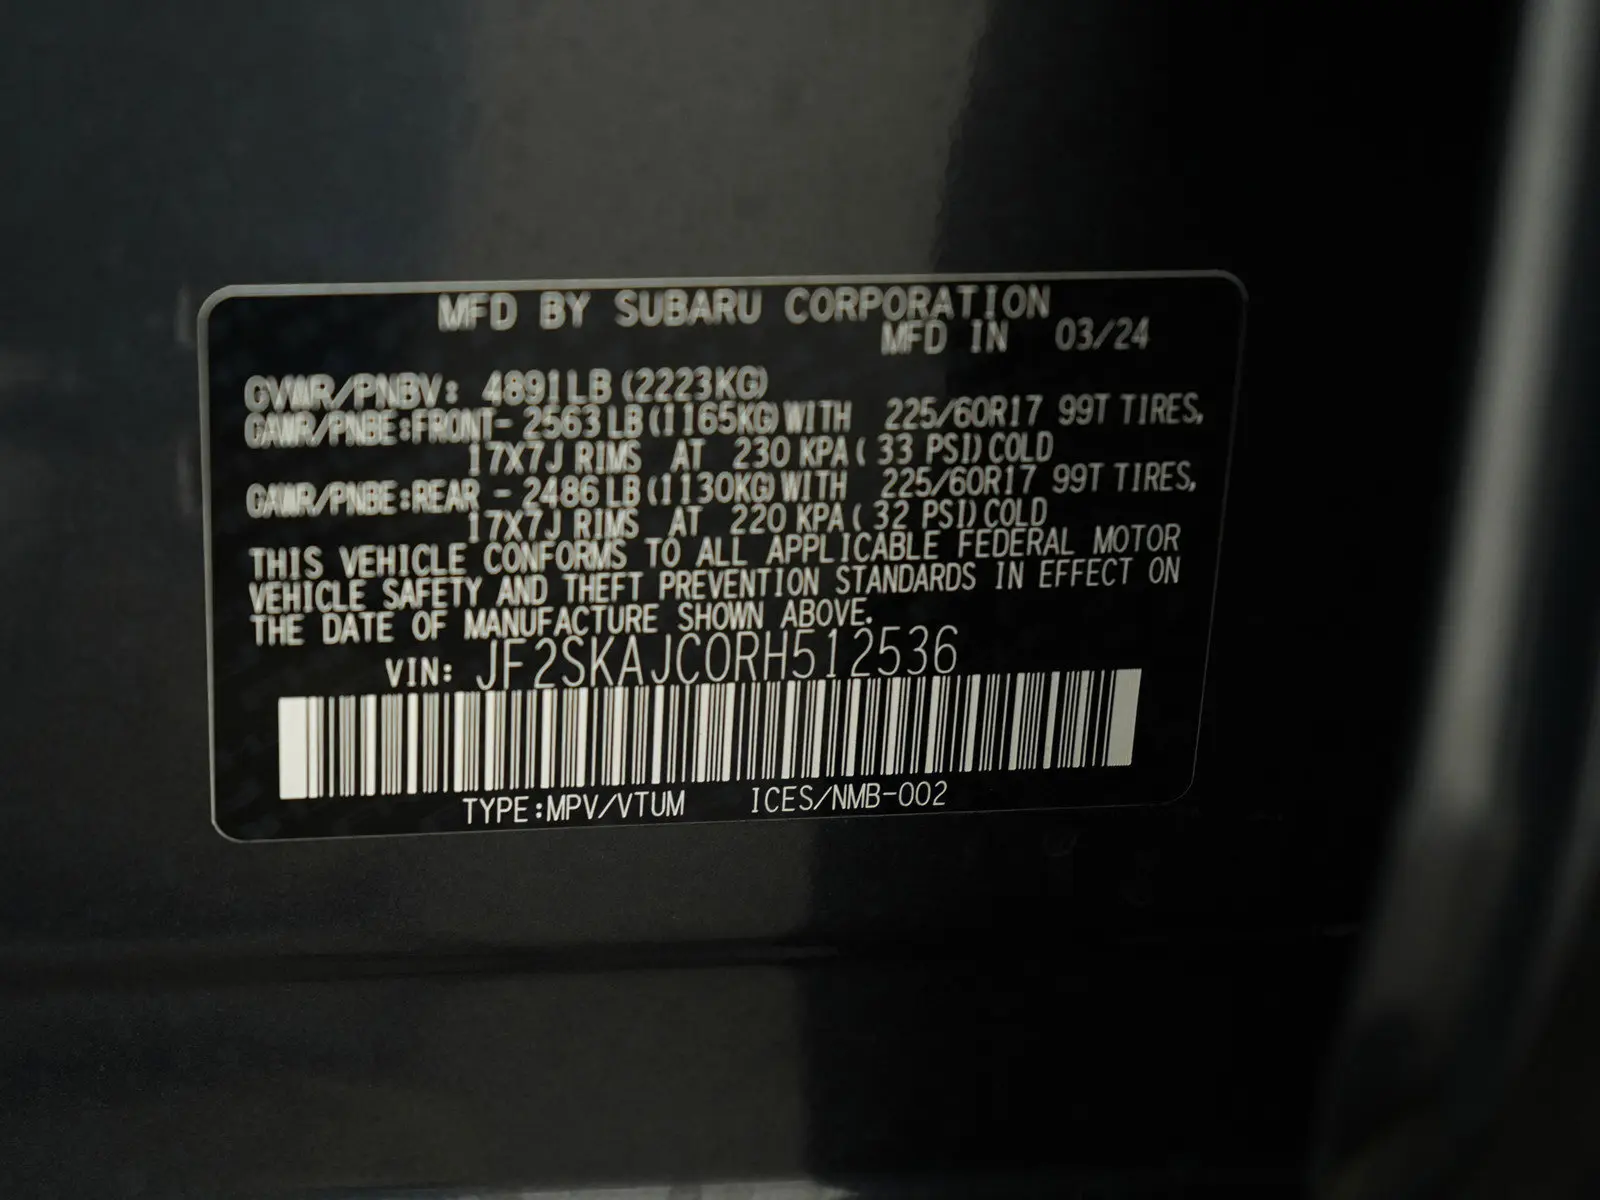 MFD BY SUBARU CORPORATION
MFD IN 03/24
GVWR/PNBV: 4891LB (2223KG)
GAWR/PNBE:FRONT- 2563 LB (1165KG) WITH 225/60R17 99T TIRES,
17X7J RIMS AT 230 KPA ( 33 PSI) COLD
GAWR/PNBE:REAR - 2486 LB (1130KG) WITH 225/60R17 99T TIRES,
17X7J RIMS AT 220 KPA ( 32 PSI) COLD
THIS VEHICLE CONFORMS TO ALL APPLICABLE FEDERAL MOTOR
VEHICLE SAFETY AND THEFT PREVENTION STANDARDS IN EFFECT ON
THE DATE OF MANUFACTURE SHOWN ABOVE.
VIN: JF2SKAJC0RH512536
TYPE:MPV/VTUM ICES/NMB-002